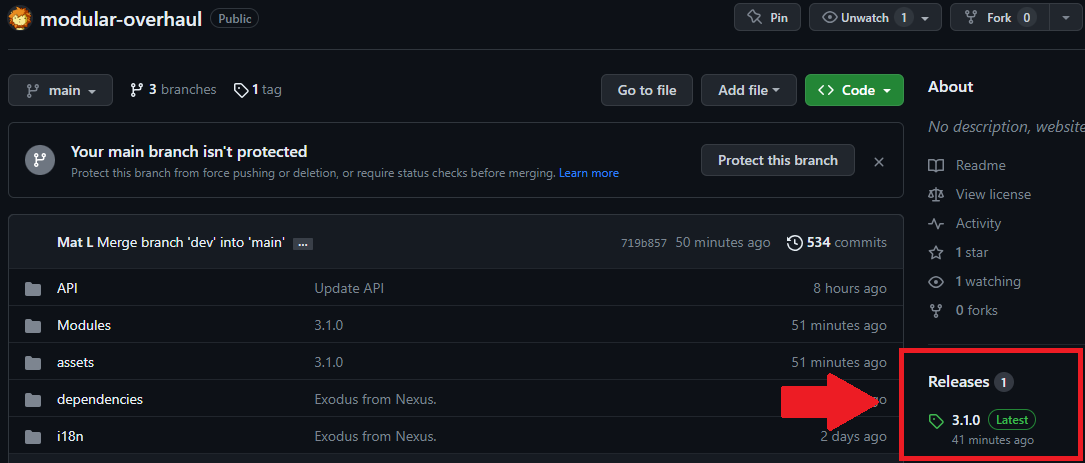 modular-overhaul Public
Pin Unwatch 1 Fork 0
main 3 branches 1 tag
Go to file Add file <> Code
Your main branch isn't protected
Protect this branch from force pushing or deletion, or require status checks before merging. Learn more
Protect this branch ×
Mat L Merge branch 'dev' into 'main' ... 719b857 50 minutes ago 534 commits
API Update API 8 hours ago
Modules 3.1.0 51 minutes ago
assets 3.1.0 51 minutes ago
dependencies Exodus from Nexus.
i18n Exodus from Nexus. 2 days ago
About
No description, website
Readme
View license
Activity
1 star
1 watching
0 forks
Releases 1
3.1.0 Latest
41 minutes ago